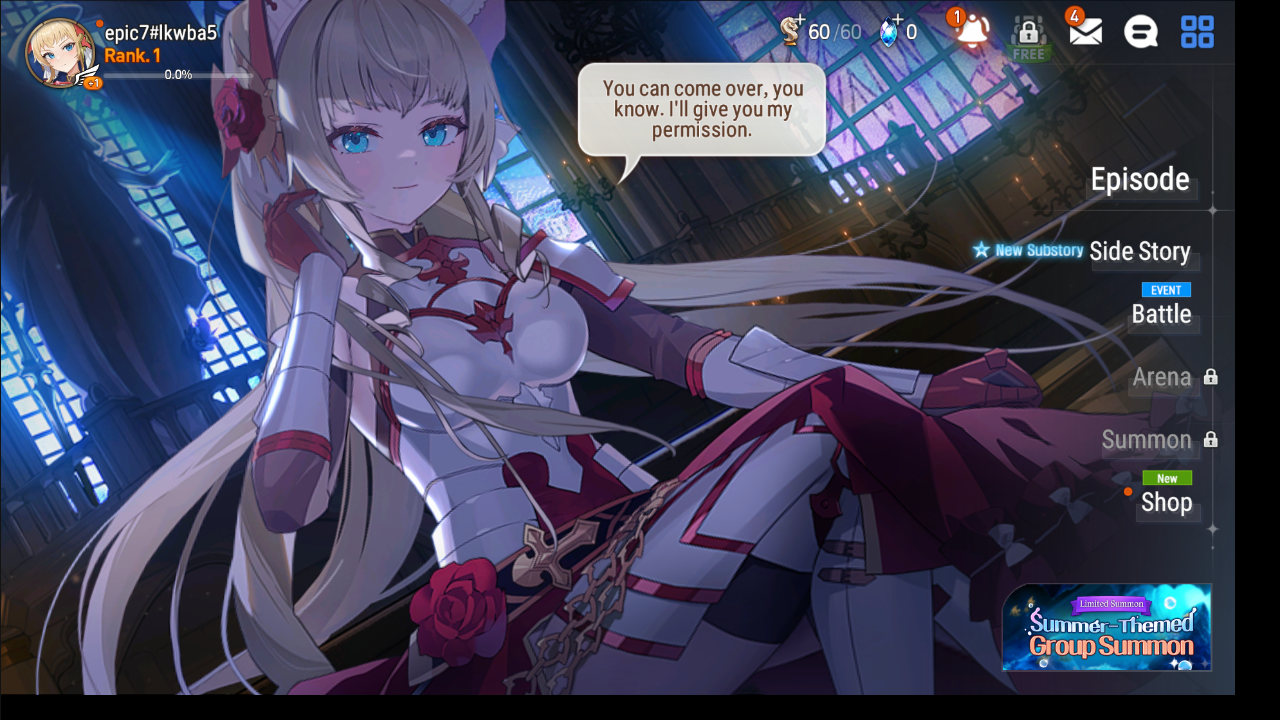 epic7#lkwba5
Rank. 1
0.0%
+1
60 /60
0
1
FREE
4
You can come over, you
know. I'll give you my
permission.
Episode
New Substory
Side Story
EVENT
Battle
Arena
Summon
New
Shop
Limited Summon
Summer-Themed
Group Summon